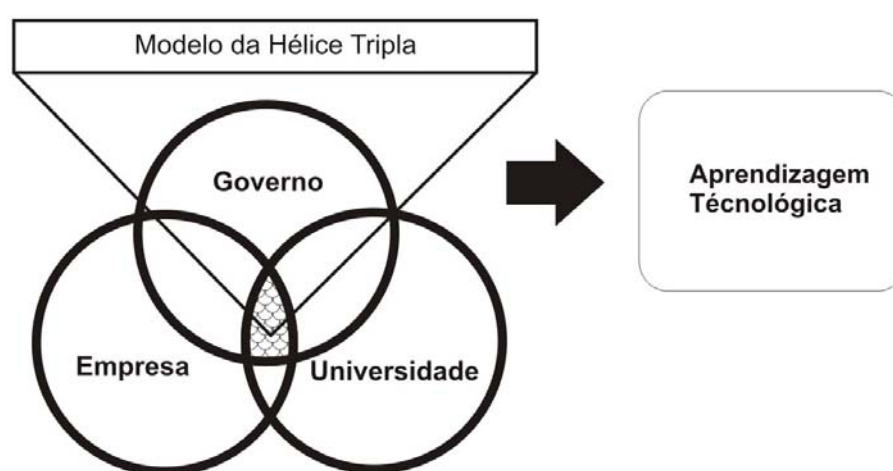 Modelo da Hélice Tripla
Governo
Empresa
Universidade
Aprendizagem
Técnológica